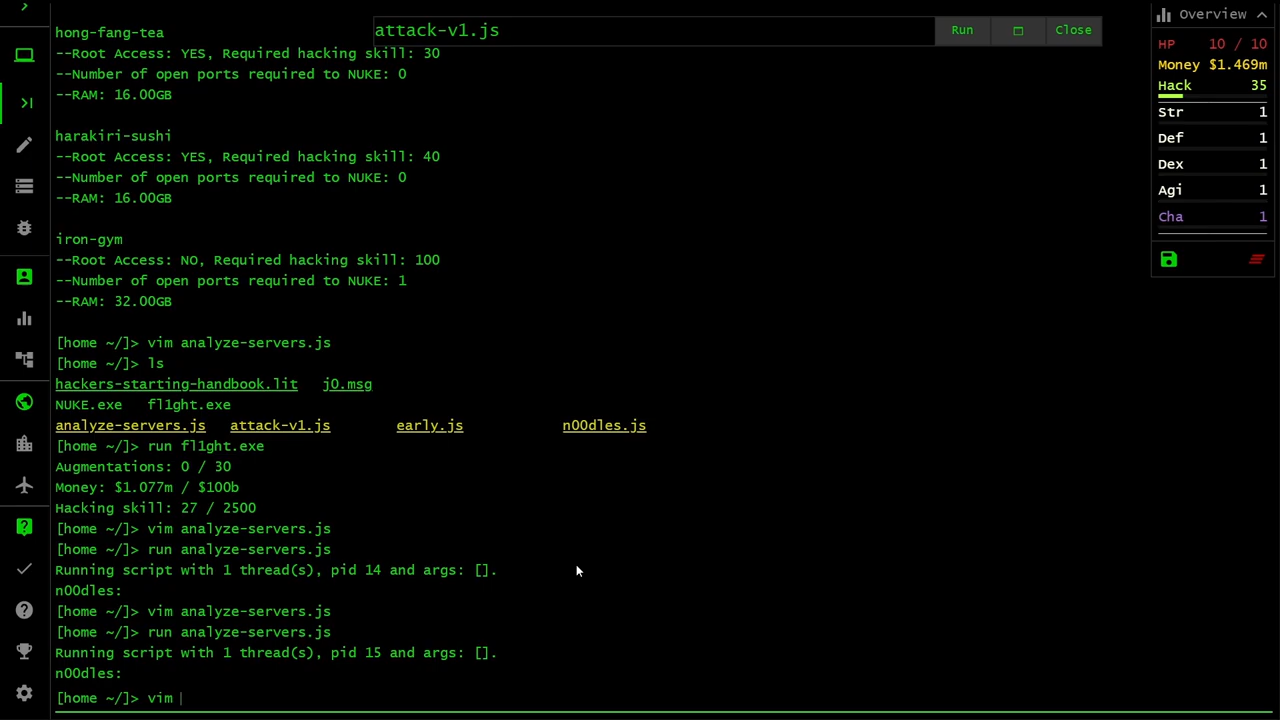 hong-fang-tea
--Root Access: YES, Required hacking skill: 30
--Number of open ports required to NUKE: 0
--RAM: 16.00GB
harakiri-sushi
--Root Access: YES, Required hacking skill: 40
--Number of open ports required to NUKE: 0
--RAM: 16.00GB
iron-gym
--Root Access: NO, Required hacking skill: 100
--Number of open ports required to NUKE: 1
--RAM: 32.00GB
[home ~/]> vim analyze-servers.js
[home ~/]> ls
hackers-starting-handbook.lit j0.msg
NUKE.exe fl1ght.exe
analyze-servers.js attack-v1.js early.js n00dles.js
[home ~/]> run fl1ght.exe
Augmentations: 0 / 30
Money: $1.077m / $100b
Hacking skill: 27 / 2500
[home ~/]> vim analyze-servers.js
[home ~/]> run analyze-servers.js
Running script with 1 thread(s), pid 14 and args: [].
n00dles:
[home ~/]> vim analyze-servers.js
[home ~/]> run analyze-servers.js
Running script with 1 thread(s), pid 15 and args: [].
n00dles:
[home ~/]> vim
attack-v1.js Run Close
Overview
HP 10 / 10
Money $1.469m
Hack 35
Str 1
Def 1
Dex 1
Agi 1
Cha 1